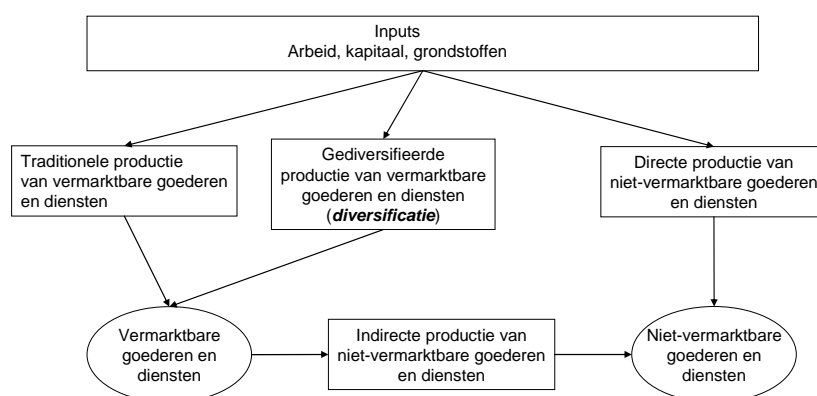 Inputs
Arbeid, kapitaal, grondstoffen
Traditionele productie
van vermarktbare goederen
en diensten
Gediversifieerde
productie van vermarktbare
goederen en diensten
(diversificatie)
Directe productie van
niet-vermarktbare goederen
en diensten
Vermarktbare
goederen en
diensten
Indirecte productie van
niet-vermarktbare goederen
en diensten
Niet-vermarktbare
goederen en
diensten